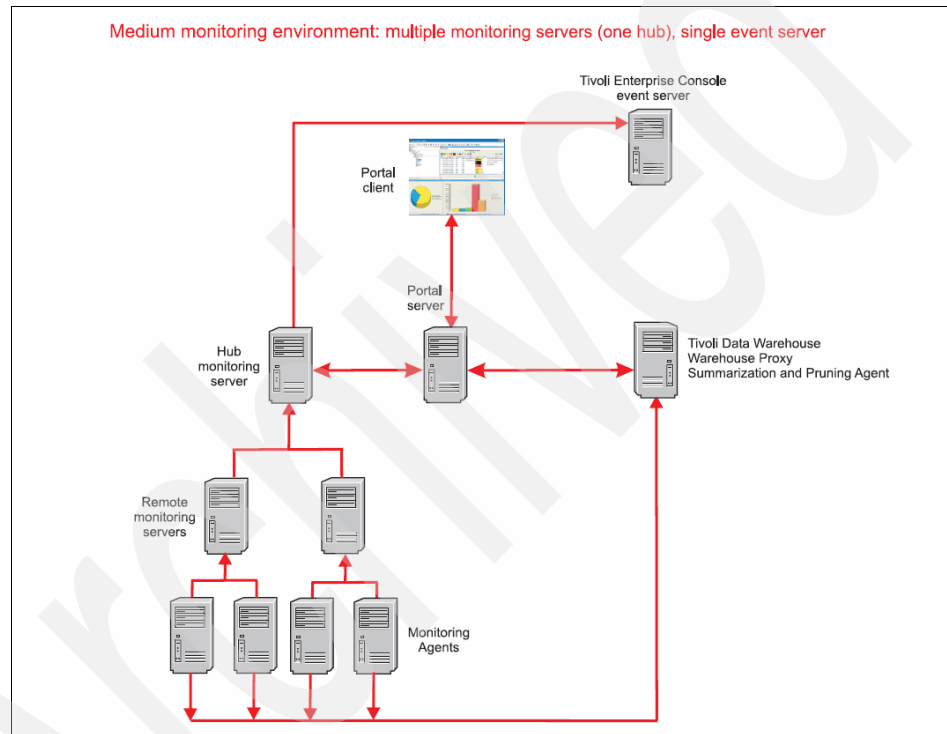 Medium monitoring environment: multiple monitoring servers (one hub), single event server
Tivoli Enterprise Console
event server
Portal
client
Portal
server
Hub
monitoring
server
Tivoli Data Warehouse
Warehouse Proxy
Summarization and Pruning Agent
Remote
monitoring
servers
Monitoring
Agents
Archived